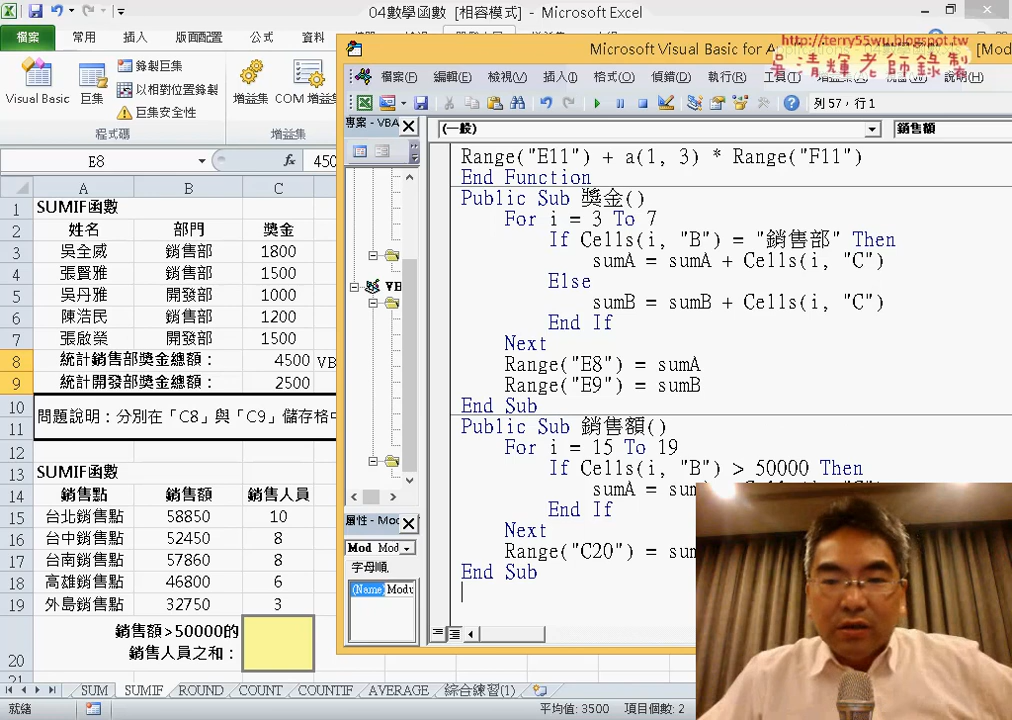 04數學函數 [相容模式] - Microsoft Excel
檔案 常用 插入 版面配置 公式 資料
Visual Basic 巨集 錄製巨集 以相對位置錄製 巨集安全性 增益集 COM 增益集
程式碼 增益集
E8 fx 450
A B C
1 SUMIF函數
2 姓名 部門 獎金
3 吳全威 銷售部 1800
4 張賢雅 銷售部 1500
5 吳丹雅 開發部 1000
6 陳浩民 銷售部 1200
7 張啟榮 開發部 1500
8 統計銷售部獎金總額： 4500 VB
9 統計開發部獎金總額： 2500
10 問題說明：分別在「C8」與「C9」儲存格中
11
12
13 SUMIF函數
14 銷售點 銷售額 銷售人員
15 台北銷售點 58850 10
16 台中銷售點 52450 8
17 台南銷售點 57860 8
18 高雄銷售點 46800 6
19 外島銷售點 32750 3
20 銷售額>50000的
銷售人員之和：
SUM SUMIF ROUND COUNT COUNTIF AVERAGE 綜合練習(1)
就緒 平均值: 3500 項目個數: 2
Microsoft Visual Basic for A [Mod
http://terry55wu.blogspot.tw
吳清輝老師錄製
檔案(F) 編輯(E) 檢視(V) 插入(I) 格式(O) 偵錯(D) 執行(R) 工具(T) 說明(H)
列 57，行 1
專案 - VBA
VB
屬性 - Mod
Mod Mod
字母順
(Name) Modu
(一般) 銷售額
Range("E11") + a(1, 3) * Range("F11")
End Function
Public Sub 獎金()
For i = 3 To 7
If Cells(i, "B") = "銷售部" Then
sumA = sumA + Cells(i, "C")
Else
sumB = sumB + Cells(i, "C")
End If
Next
Range("E8") = sumA
Range("E9") = sumB
End Sub
Public Sub 銷售額()
For i = 15 To 19
If Cells(i, "B") > 50000 Then
sumA = sum
End If
Next
Range("C20") = sum
End Sub